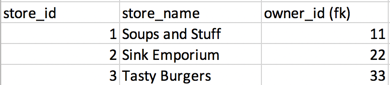 store_id store_name owner_id (fk)
1 Soups and Stuff 11
2 Sink Emporium 22
3 Tasty Burgers 33